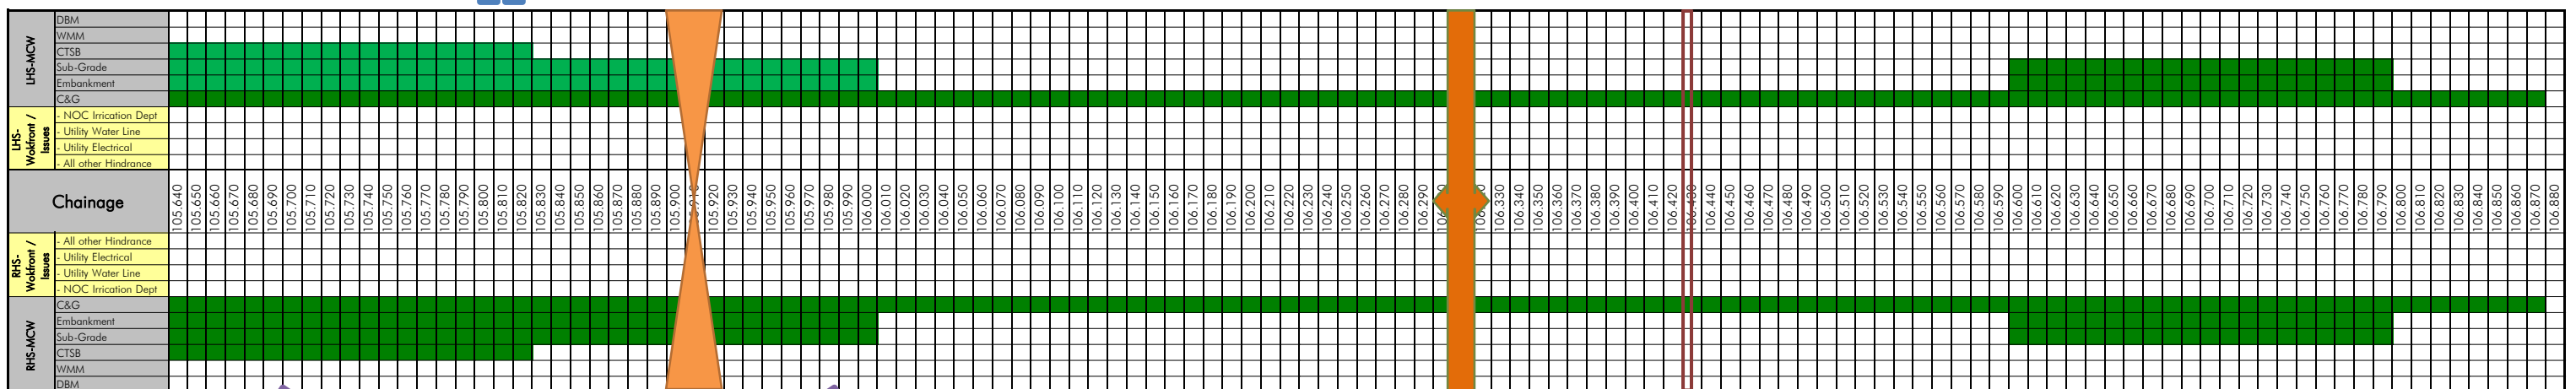 LHS-MCW
DBM
WMM
CTSB
Sub-Grade
Embankment
C&G
LHS-
Wokfront /
Issues
- NOC Irrication Dept
- Utility Water Line
- Utility Electrical
- All other Hindrance
Chainage
105.640 105.650 105.660 105.670 105.680 105.690 105.700 105.710 105.720 105.730 105.740 105.750 105.760 105.770 105.780 105.790 105.800 105.810 105.820 105.830 105.840 105.850 105.860 105.870 105.880 105.890 105.900 105.920 105.930 105.940 105.950 105.960 105.970 105.980 105.990 106.000 106.010 106.020 106.030 106.040 106.050 106.060 106.070 106.080 106.090 106.100 106.110 106.120 106.130 106.140 106.150 106.160 106.170 106.180 106.190 106.200 106.210 106.220 106.230 106.240 106.250 106.260 106.270 106.280 106.290 106.330 106.340 106.350 106.360 106.370 106.380 106.390 106.400 106.410 106.420 106.440 106.450 106.460 106.470 106.480 106.490 106.500 106.510 106.520 106.530 106.540 106.550 106.560 106.570 106.580 106.590 106.600 106.610 106.620 106.630 106.640 106.650 106.660 106.670 106.680 106.690 106.700 106.710 106.720 106.730 106.740 106.750 106.760 106.770 106.780 106.790 106.800 106.810 106.820 106.830 106.840 106.850 106.860 106.870 106.880
RHS-
Wokfront /
Issues
- All other Hindrance
- Utility Electrical
- Utility Water Line
- NOC Irrication Dept
RHS-MCW
C&G
Embankment
Sub-Grade
CTSB
WMM
DBM